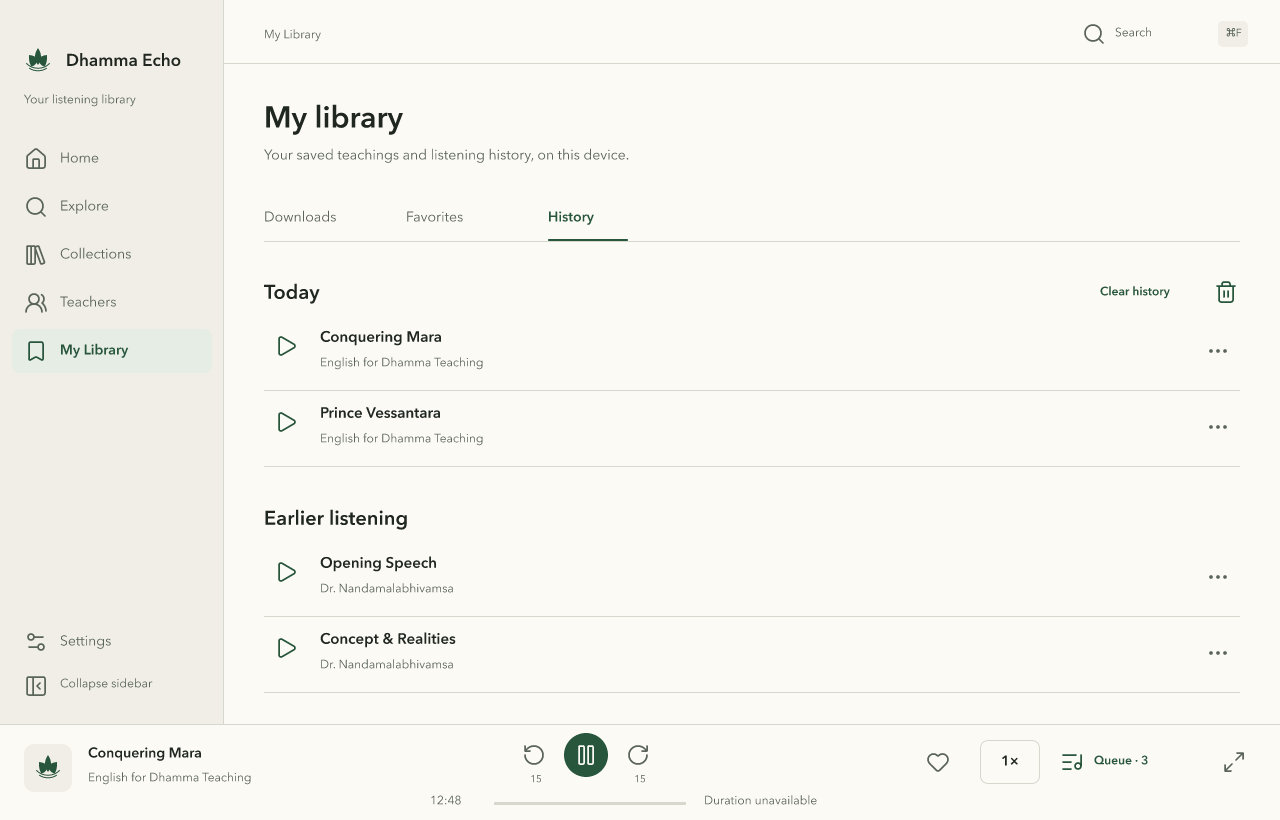 Dhamma Echo
Your listening library
Home
Explore
Collections
Teachers
My Library
Settings
Collapse sidebar
My Library
Search
⌘F
My library
Your saved teachings and listening history, on this device.
Downloads
Favorites
History
Today
Clear history
Conquering Mara
English for Dhamma Teaching
Prince Vessantara
English for Dhamma Teaching
Earlier listening
Opening Speech
Dr. Nandamalabhivamsa
Concept & Realities
Dr. Nandamalabhivamsa
Conquering Mara
English for Dhamma Teaching
15
15
12:48
Duration unavailable
1×
Queue · 3